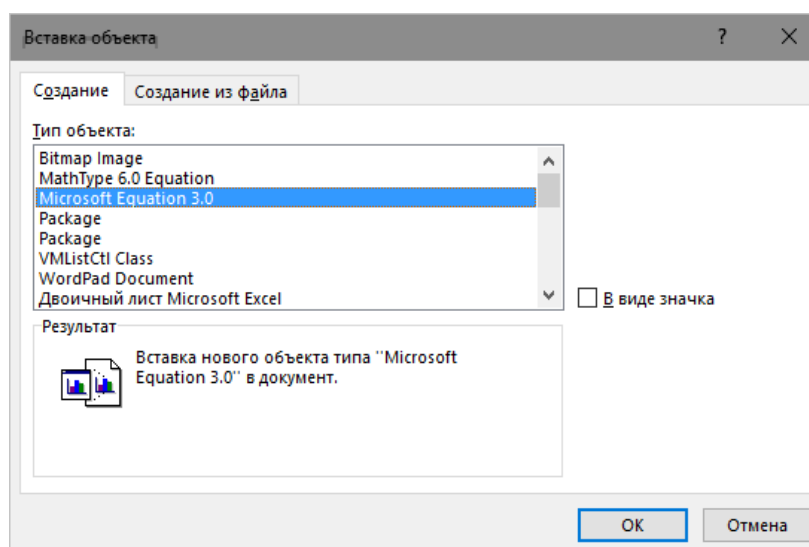 Вставка объекта ?
Создание Создание из файла
Тип объекта:
Bitmap Image
MathType 6.0 Equation
Microsoft Equation 3.0
Package
Package
VMListCtl Class
WordPad Document
Двоичный лист Microsoft Excel
В виде значка
Результат
Вставка нового объекта типа "Microsoft
Equation 3.0" в документ.
ОК Отмена